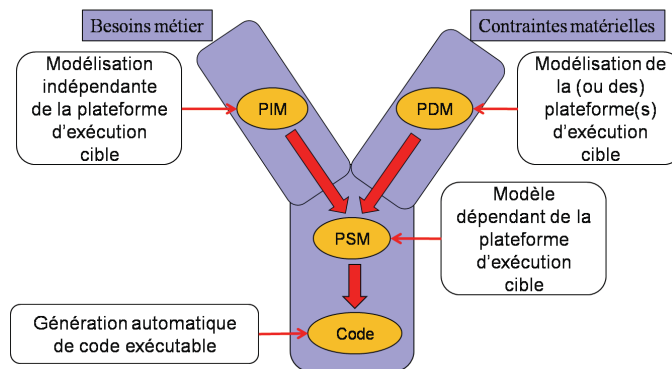 Besoins métier
Contraintes matérielles
Modélisation
indépendante
de la plateforme
d'exécution
cible
PIM
PDM
Modélisation de
la (ou des)
plateforme(s)
d'exécution
cible
PSM
Modèle
dépendant de la
plateforme
d'exécution
cible
Génération automatique
de code exécutable
Code